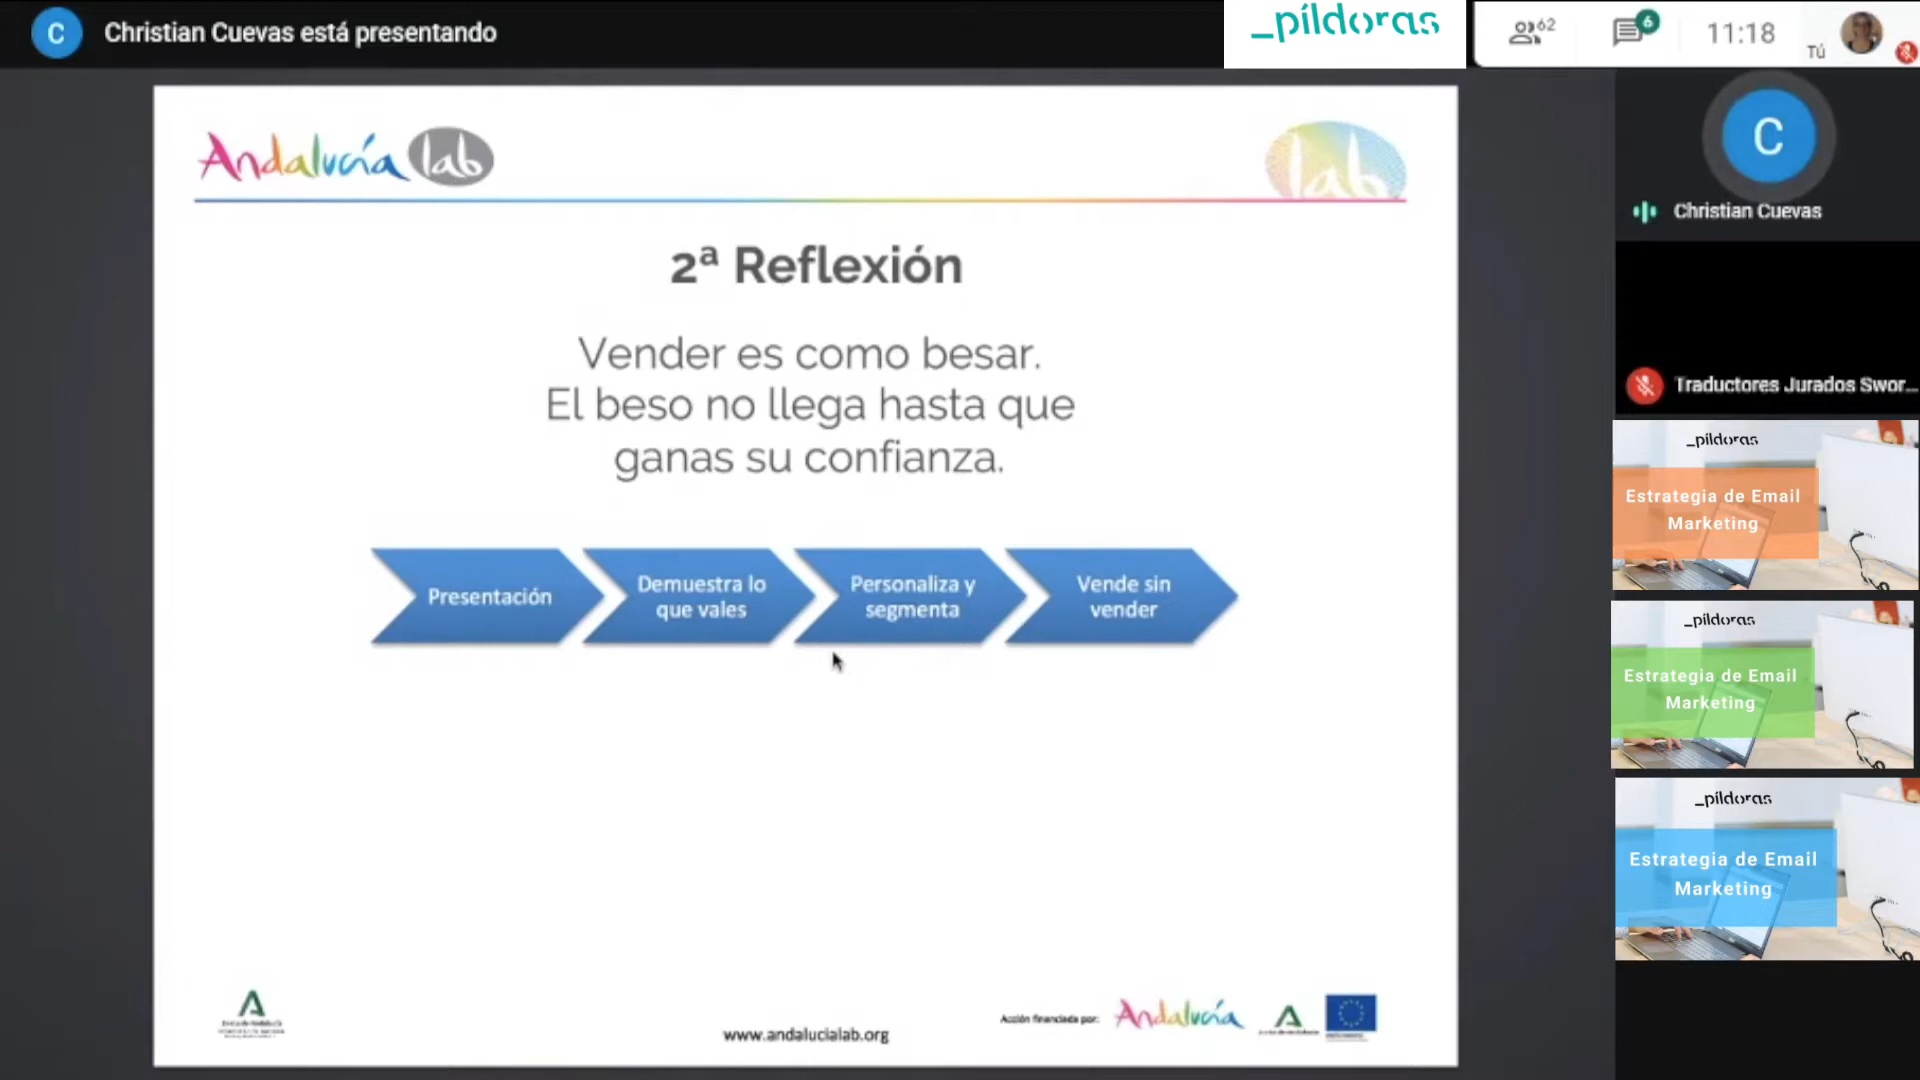 C
Christian Cuevas está presentando
_píldoras
62
6
11:18
Tú
Andalucía lab
lab
2ª Reflexión
Vender es como besar.
El beso no llega hasta que
ganas su confianza.
Presentación
Demuestra lo
que vales
Personaliza y
segmenta
Vende sin
vender
www.andalucialab.org
Acción financiada por:
Andalucía
C
Christian Cuevas
Traductores Jurados Swor...
_píldoras
Estrategia de Email
Marketing
_píldoras
Estrategia de Email
Marketing
_píldoras
Estrategia de Email
Marketing